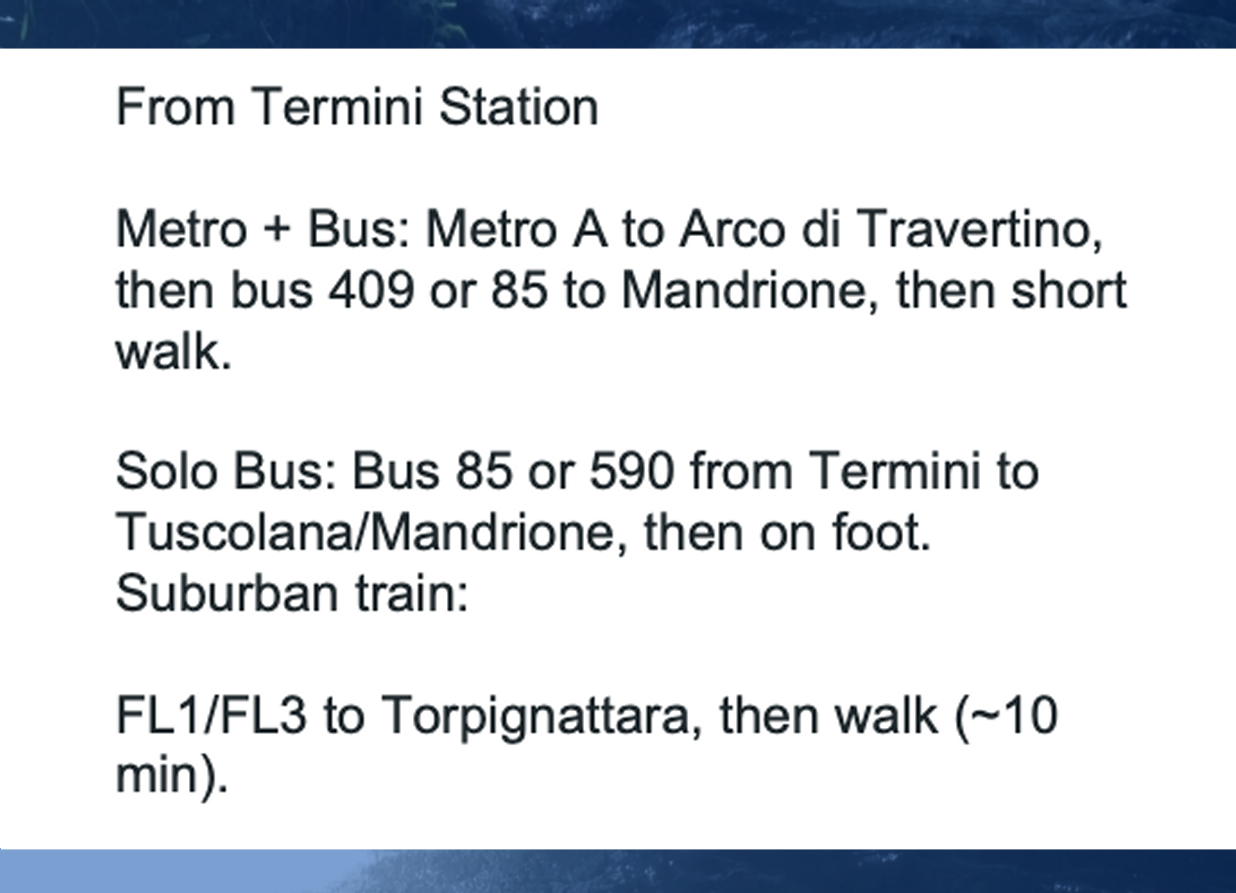 From Termini Station
Metro + Bus: Metro A to Arco di Travertino,
then bus 409 or 85 to Mandrione, then short
walk.
Solo Bus: Bus 85 or 590 from Termini to
Tuscolana/Mandrione, then on foot.
Suburban train:
FL1/FL3 to Torpignattara, then walk (~10
min).